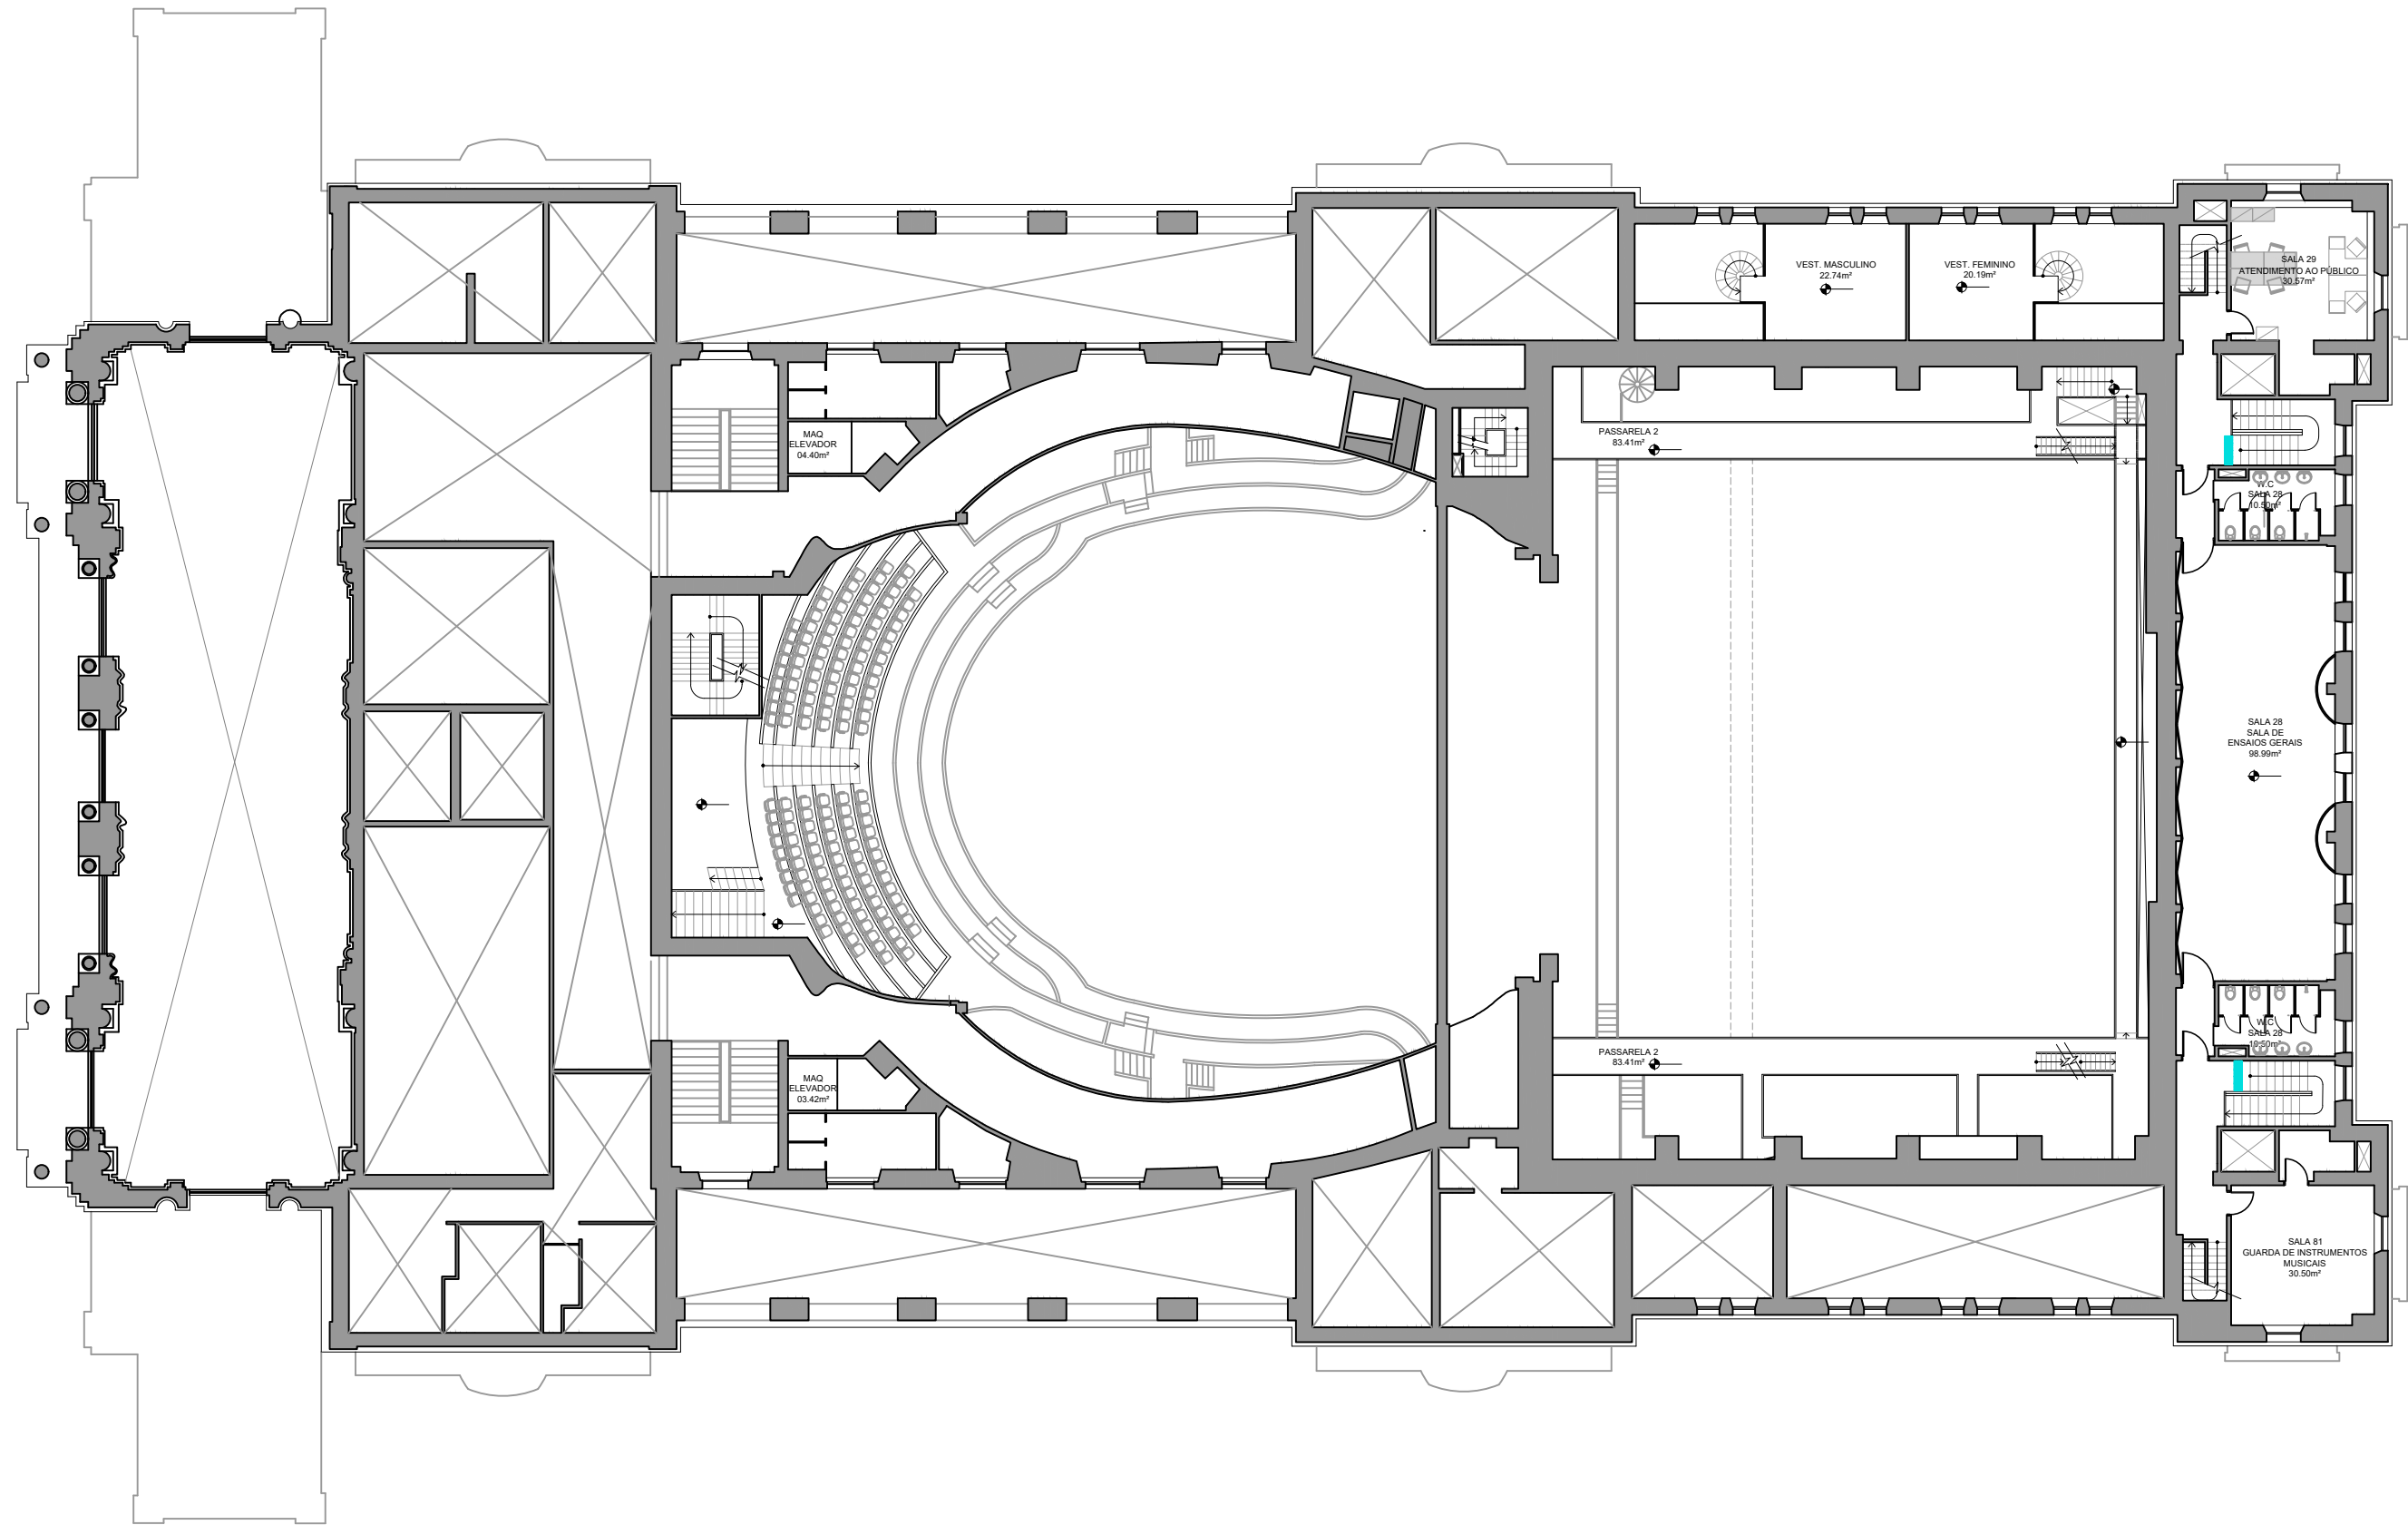 VEST. MASCULINO
22.74m²
VEST. FEMININO
20.19m²
SALA 29
ATENDIMENTO AO PÚBLICO
30.57m²
MAQ
ELEVADOR
04.40m²
PASSARELA 2
83.41m²
W.C
SALA 28
10.50m²
SALA 28
SALA DE
ENSAIOS GERAIS
98.99m²
W.C
SALA 28
10.50m²
PASSARELA 2
83.41m²
MAQ
ELEVADOR
03.42m²
SALA 81
GUARDA DE INSTRUMENTOS
MUSICAIS
30.50m²